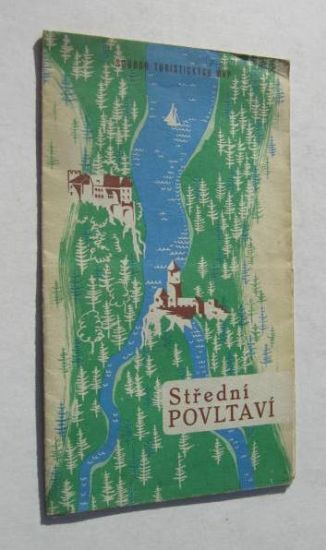 SOUBOR TURISTICKÝCH MAP
Střední
POVLTAVÍ